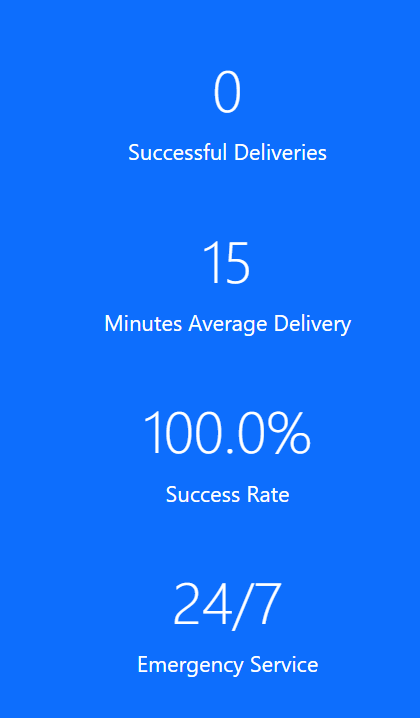 0
Successful Deliveries
15
Minutes Average Delivery
100.0%
Success Rate
24/7
Emergency Service